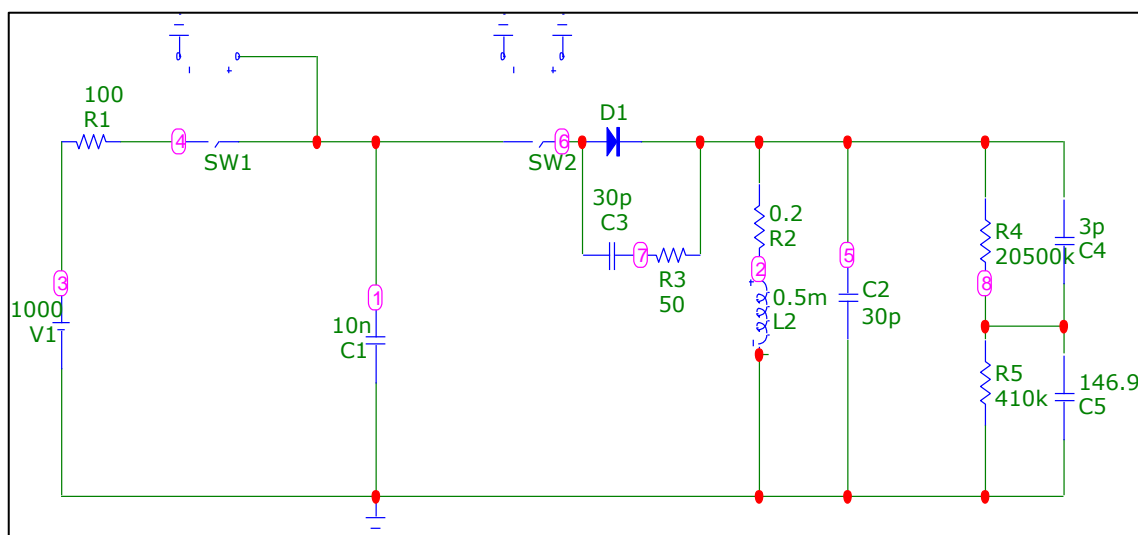 - +
- +
100
R1
4
SW1
SW2
6
D1
30p
C3
7
R3
50
0.2
R2
2
0.5m
L2
+
-
5
C2
30p
R4
20500k
8
3p
C4
R5
410k
146.9
C5
3
1000
V1
1
10n
C1